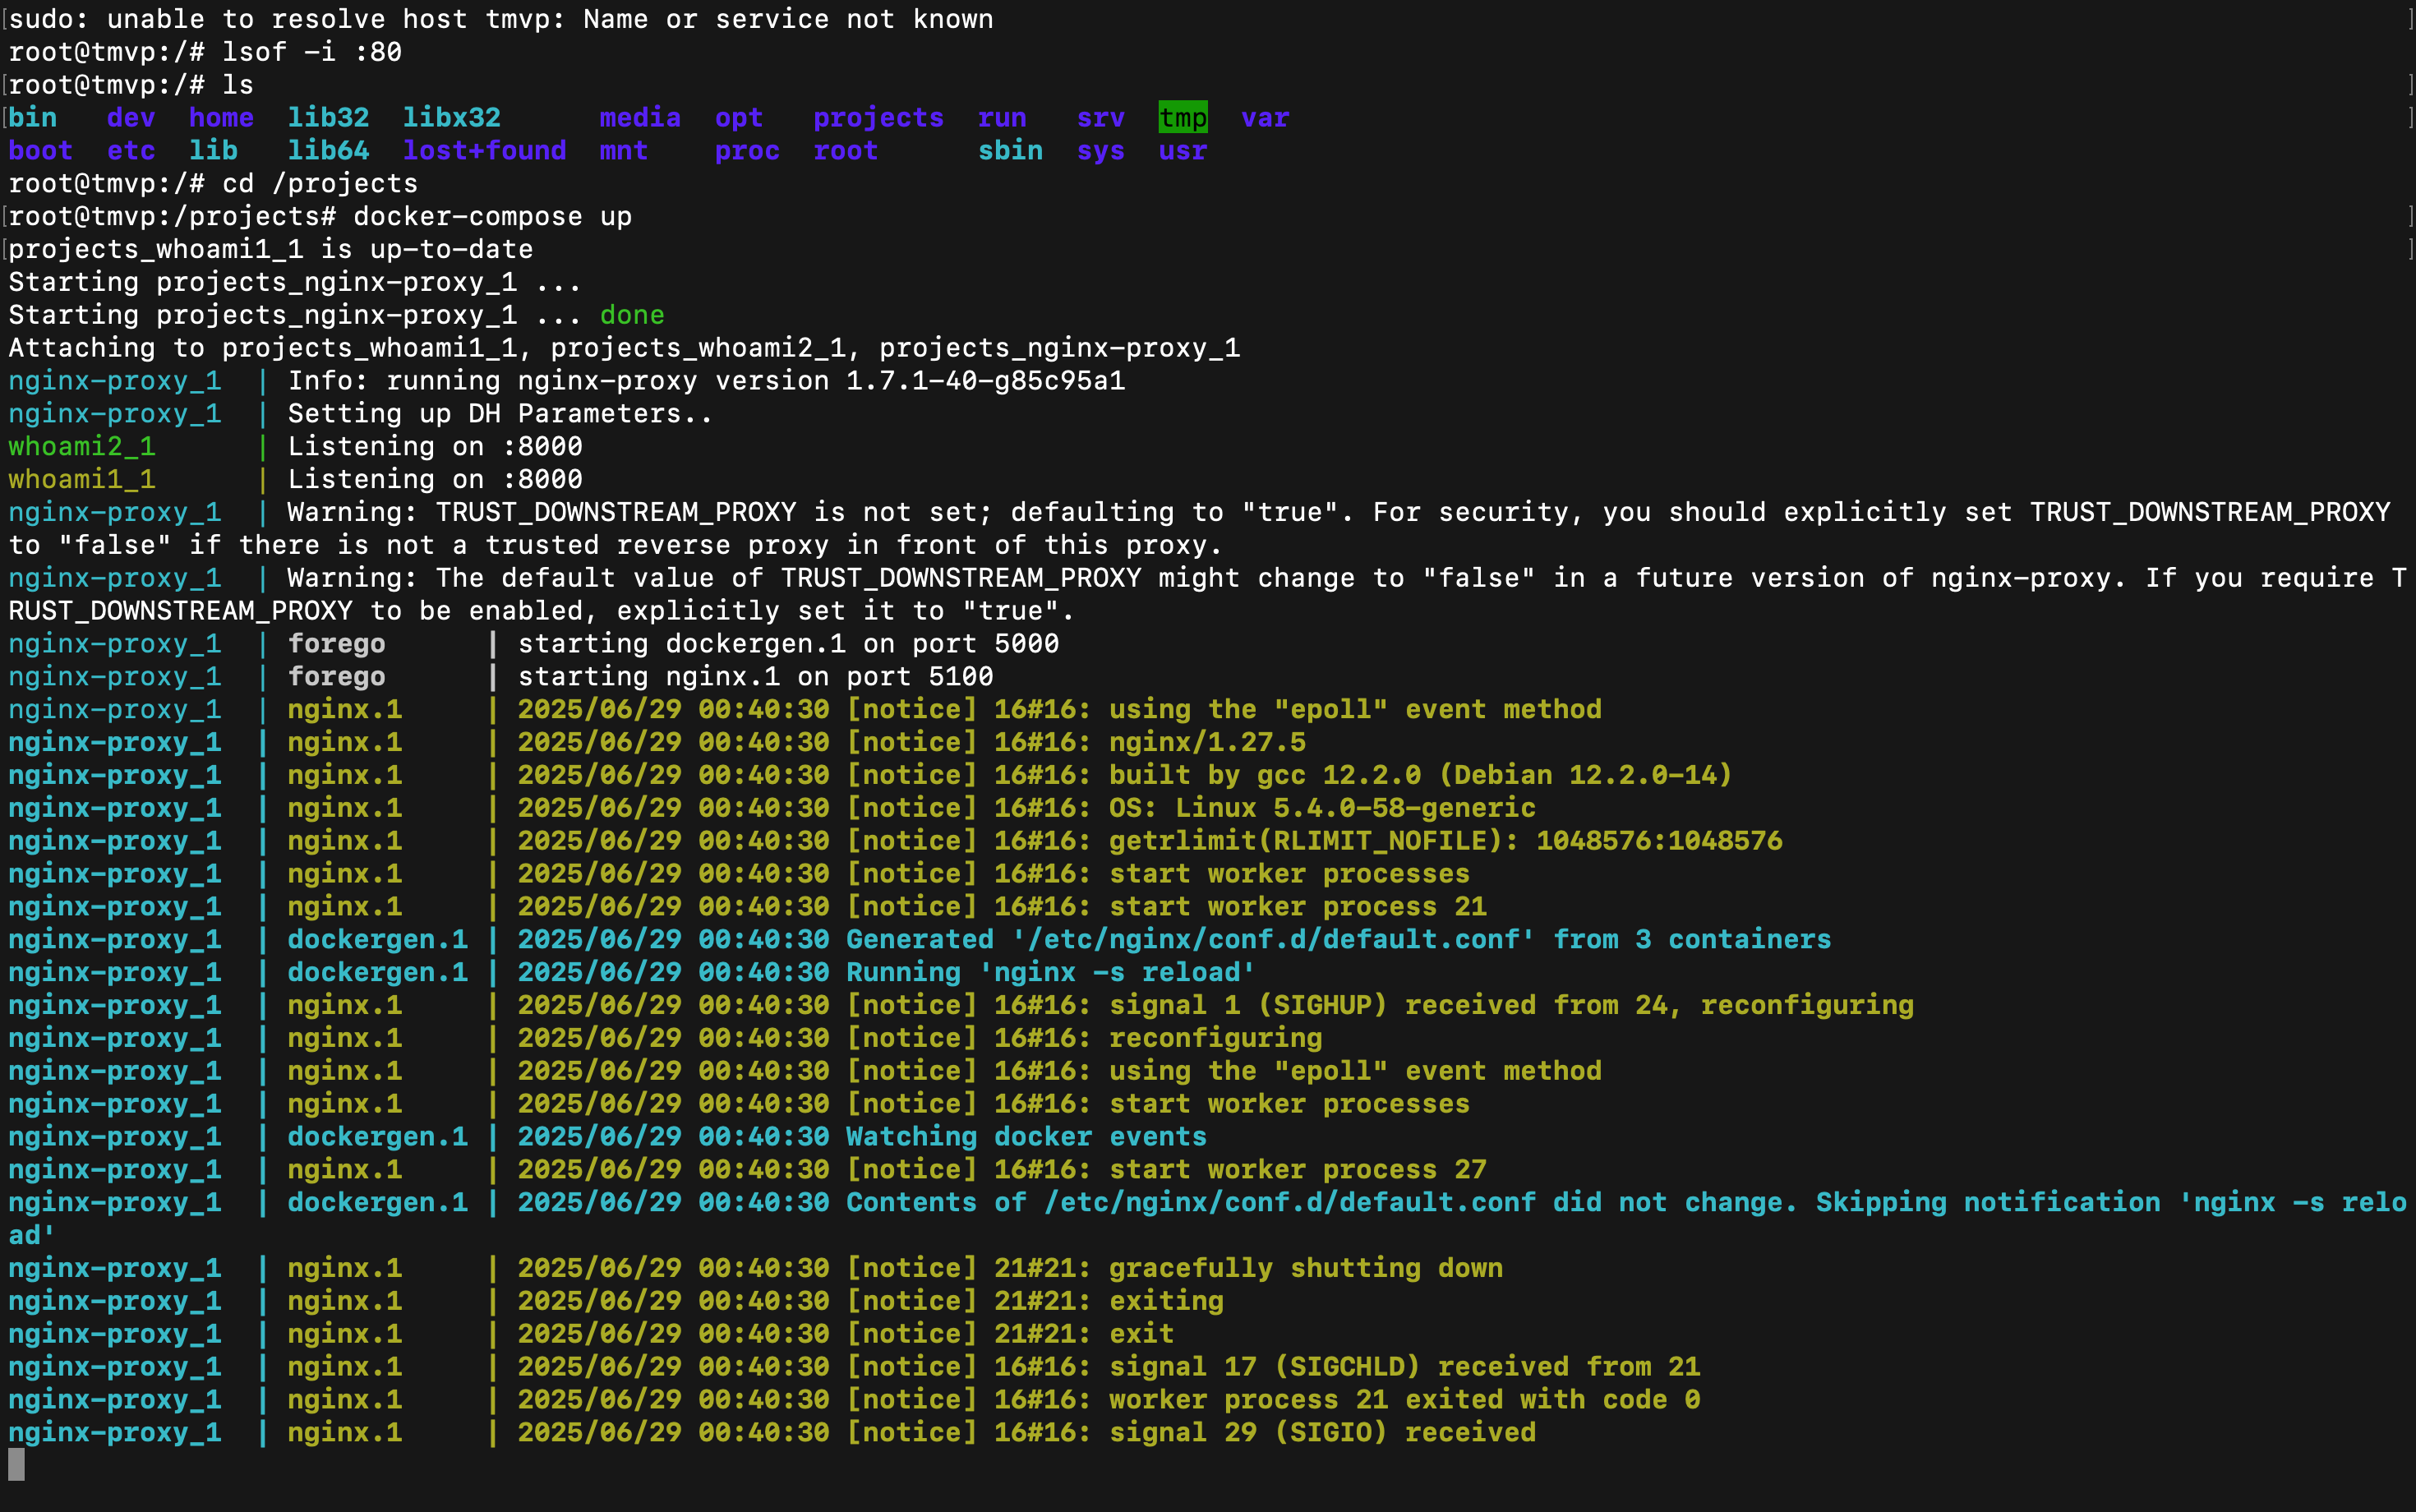 [sudo: unable to resolve host tmvp: Name or service not known ]
root@tmvp:/# lsof -i :80
[root@tmvp:/# ls ]
[bin   dev  home  lib32  libx32      media  opt   projects  run   srv  tmp  var ]
boot  etc  lib   lib64  lost+found  mnt    proc  root      sbin  sys  usr
root@tmvp:/# cd /projects
[root@tmvp:/projects# docker-compose up ]
[projects_whoami1_1 is up-to-date ]
Starting projects_nginx-proxy_1 ...
Starting projects_nginx-proxy_1 ... done
Attaching to projects_whoami1_1, projects_whoami2_1, projects_nginx-proxy_1
nginx-proxy_1  | Info: running nginx-proxy version 1.7.1-40-g85c95a1
nginx-proxy_1  | Setting up DH Parameters..
whoami2_1      | Listening on :8000
whoami1_1      | Listening on :8000
nginx-proxy_1  | Warning: TRUST_DOWNSTREAM_PROXY is not set; defaulting to "true". For security, you should explicitly set TRUST_DOWNSTREAM_PROXY
to "false" if there is not a trusted reverse proxy in front of this proxy.
nginx-proxy_1  | Warning: The default value of TRUST_DOWNSTREAM_PROXY might change to "false" in a future version of nginx-proxy. If you require T
RUST_DOWNSTREAM_PROXY to be enabled, explicitly set it to "true".
nginx-proxy_1  | forego      | starting dockergen.1 on port 5000
nginx-proxy_1  | forego      | starting nginx.1 on port 5100
nginx-proxy_1  | nginx.1     | 2025/06/29 00:40:30 [notice] 16#16: using the "epoll" event method
nginx-proxy_1  | nginx.1     | 2025/06/29 00:40:30 [notice] 16#16: nginx/1.27.5
nginx-proxy_1  | nginx.1     | 2025/06/29 00:40:30 [notice] 16#16: built by gcc 12.2.0 (Debian 12.2.0-14)
nginx-proxy_1  | nginx.1     | 2025/06/29 00:40:30 [notice] 16#16: OS: Linux 5.4.0-58-generic
nginx-proxy_1  | nginx.1     | 2025/06/29 00:40:30 [notice] 16#16: getrlimit(RLIMIT_NOFILE): 1048576:1048576
nginx-proxy_1  | nginx.1     | 2025/06/29 00:40:30 [notice] 16#16: start worker processes
nginx-proxy_1  | nginx.1     | 2025/06/29 00:40:30 [notice] 16#16: start worker process 21
nginx-proxy_1  | dockergen.1 | 2025/06/29 00:40:30 Generated '/etc/nginx/conf.d/default.conf' from 3 containers
nginx-proxy_1  | dockergen.1 | 2025/06/29 00:40:30 Running 'nginx -s reload'
nginx-proxy_1  | nginx.1     | 2025/06/29 00:40:30 [notice] 16#16: signal 1 (SIGHUP) received from 24, reconfiguring
nginx-proxy_1  | nginx.1     | 2025/06/29 00:40:30 [notice] 16#16: reconfiguring
nginx-proxy_1  | nginx.1     | 2025/06/29 00:40:30 [notice] 16#16: using the "epoll" event method
nginx-proxy_1  | nginx.1     | 2025/06/29 00:40:30 [notice] 16#16: start worker processes
nginx-proxy_1  | dockergen.1 | 2025/06/29 00:40:30 Watching docker events
nginx-proxy_1  | nginx.1     | 2025/06/29 00:40:30 [notice] 16#16: start worker process 27
nginx-proxy_1  | dockergen.1 | 2025/06/29 00:40:30 Contents of /etc/nginx/conf.d/default.conf did not change. Skipping notification 'nginx -s relo
ad'
nginx-proxy_1  | nginx.1     | 2025/06/29 00:40:30 [notice] 21#21: gracefully shutting down
nginx-proxy_1  | nginx.1     | 2025/06/29 00:40:30 [notice] 21#21: exiting
nginx-proxy_1  | nginx.1     | 2025/06/29 00:40:30 [notice] 21#21: exit
nginx-proxy_1  | nginx.1     | 2025/06/29 00:40:30 [notice] 16#16: signal 17 (SIGCHLD) received from 21
nginx-proxy_1  | nginx.1     | 2025/06/29 00:40:30 [notice] 16#16: worker process 21 exited with code 0
nginx-proxy_1  | nginx.1     | 2025/06/29 00:40:30 [notice] 16#16: signal 29 (SIGIO) received